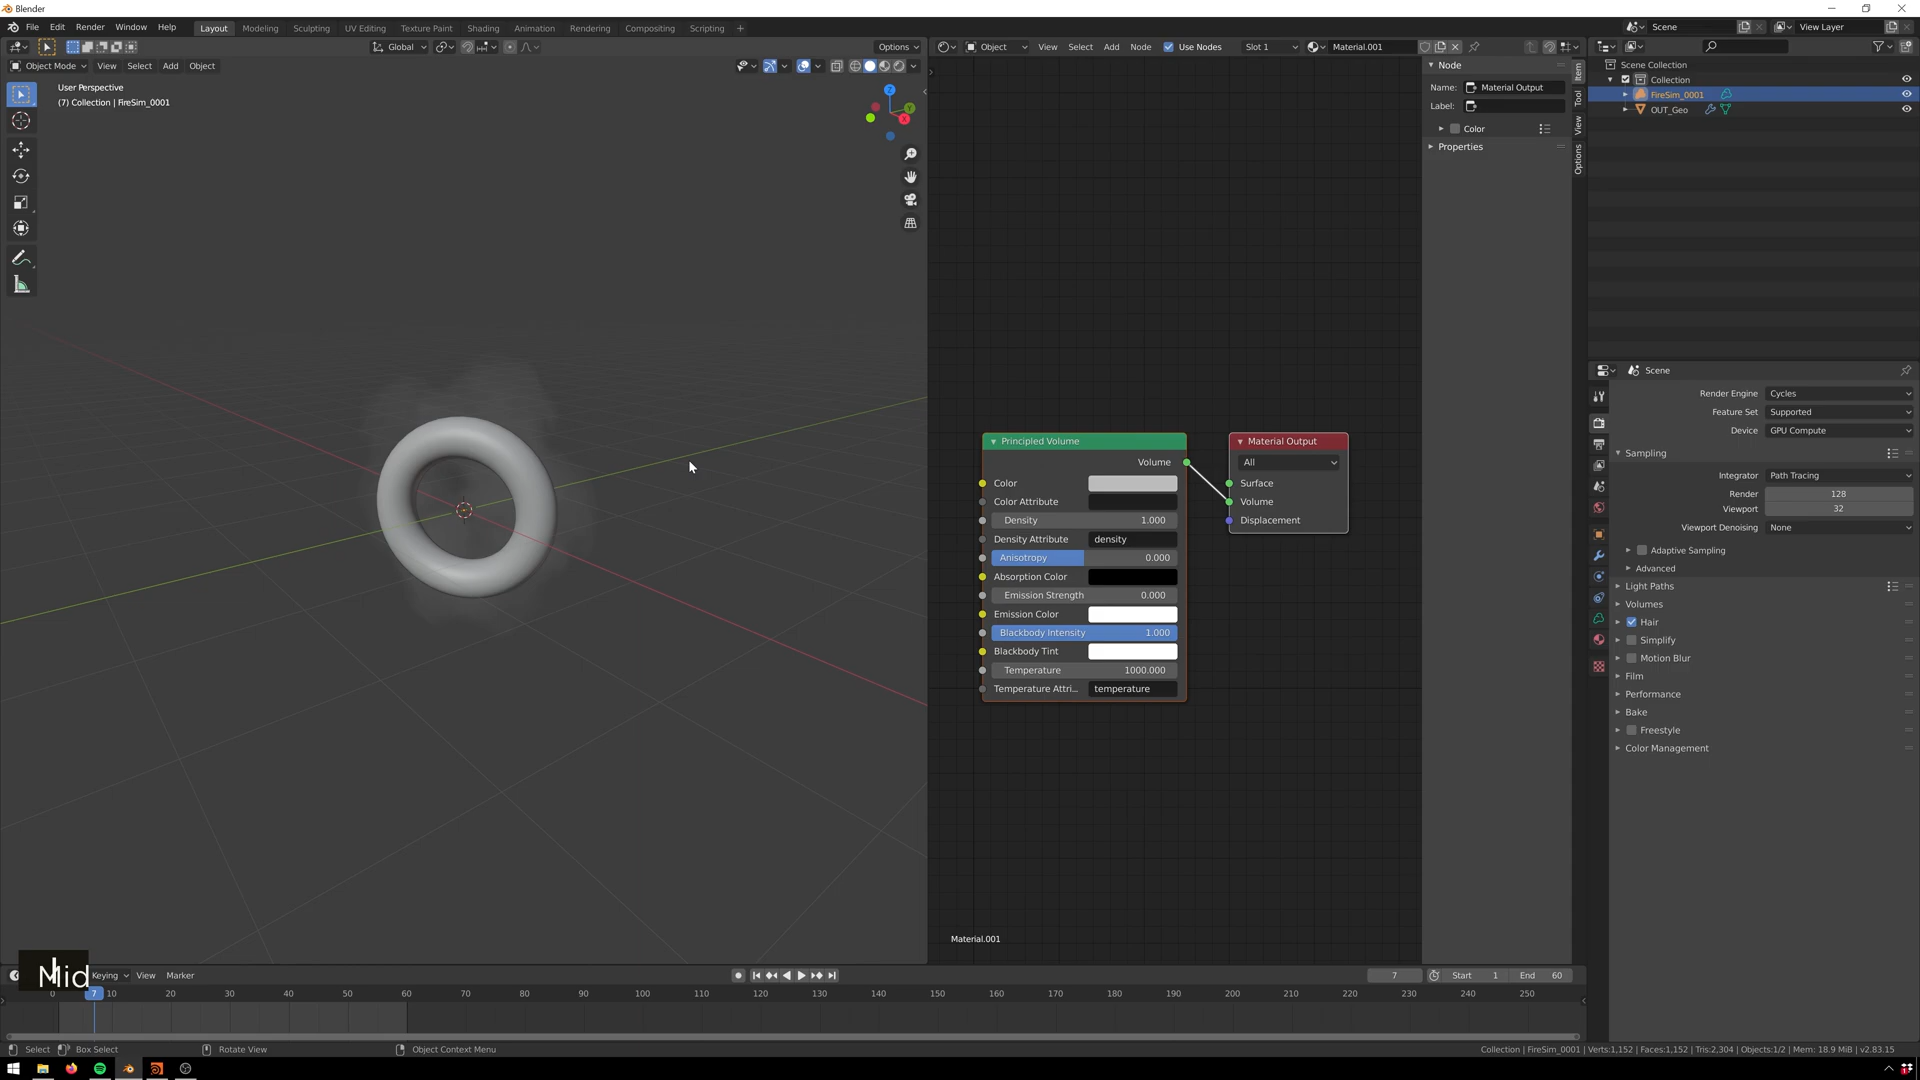 Blender
File Edit Render Window Help
Layout Modeling Sculpting UV Editing Texture Paint Shading Animation Rendering Compositing Scripting +
Scene
View Layer
Global
Options
Object
View Select Add Node
Use Nodes
Slot 1
Material.001
Object Mode View Select Add Object
User Perspective
(7) Collection | FireSim_0001
Z
Y
X
Node
Name: Material Output
Label:
Color
Properties
Item
Tool
View
Options
Scene Collection
Collection
FireSim_0001
OUT_Geo
Principled Volume
Volume
Color
Color Attribute
Density 1.000
Density Attribute density
Anisotropy 0.000
Absorption Color
Emission Strength 0.000
Emission Color
Blackbody Intensity 1.000
Blackbody Tint
Temperature 1000.000
Temperature Attri... temperature
Material Output
All
Surface
Volume
Displacement
Material.001
Scene
Render Engine Cycles
Feature Set Supported
Device GPU Compute
Sampling
Integrator Path Tracing
Render 128
Viewport 32
Viewport Denoising None
Adaptive Sampling
Advanced
Light Paths
Volumes
Hair
Simplify
Motion Blur
Film
Performance
Bake
Freestyle
Color Management
Mid
Keying View Marker
7
Start 1
End 60
0 7 10 20 30 40 50 60 70 80 90 100 110 120 130 140 150 160 170 180 190 200 210 220 230 240 250
Select Box Select Rotate View Object Context Menu
Collection | FireSim_0001 | Verts:1,152 | Faces:1,152 | Tris:2,304 | Objects:1/2 | Mem: 18.9 MiB | v2.83.15